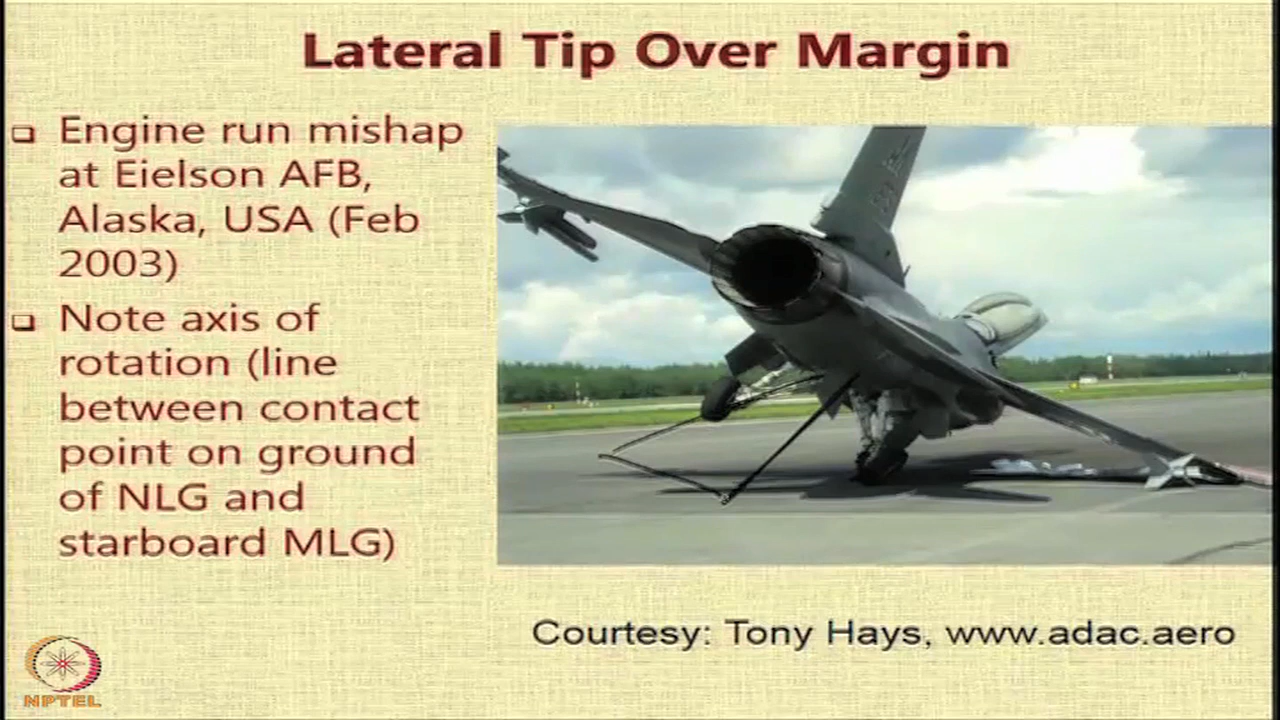 Lateral Tip Over Margin
Engine run mishap
at Eielson AFB,
Alaska, USA (Feb
2003)
Note axis of
rotation (line
between contact
point on ground
of NLG and
starboard MLG)
Courtesy: Tony Hays, www.adac.aero
NPTEL